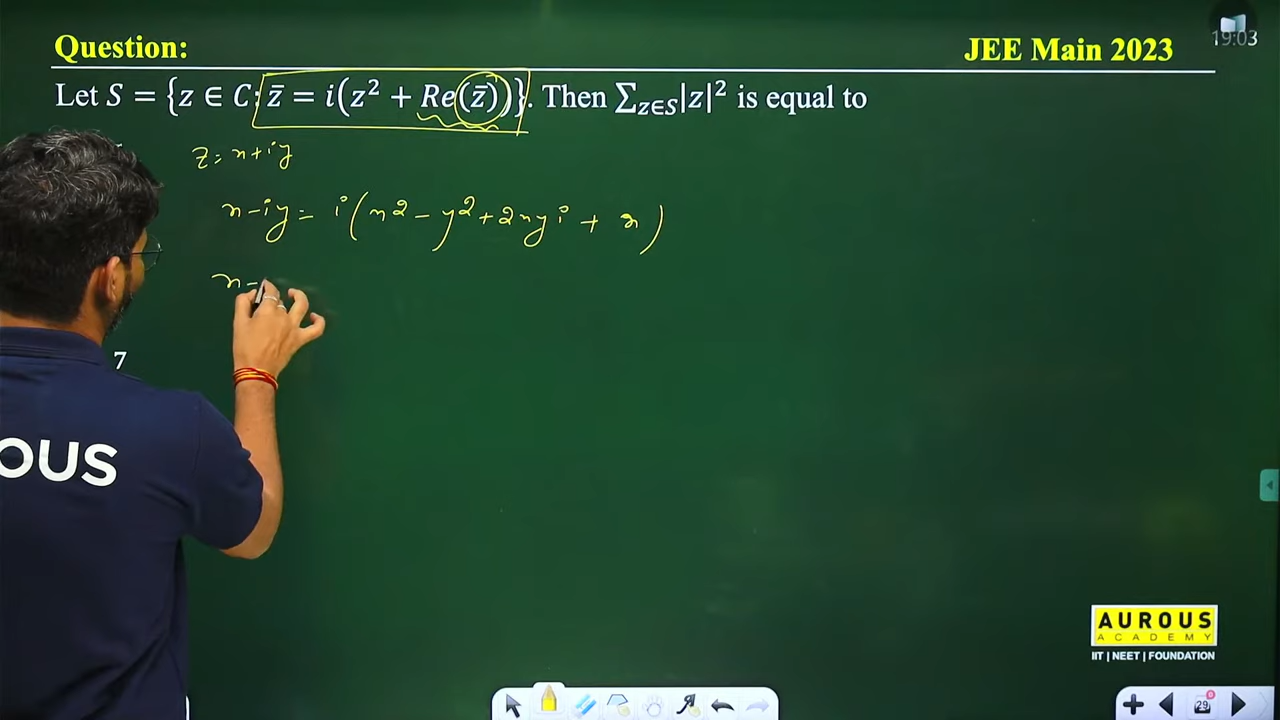 19:03
Question:
JEE Main 2023
Let S = {z ∈ C: z̄ = i(z² + Re(z̄))}. Then ∑z∈S|z|² is equal to
z = x+iy
x-iy = i(x²-y²+2xyi + x)
x-
7
OUS
AUROUS
ACADEMY
IIT | NEET | FOUNDATION
29